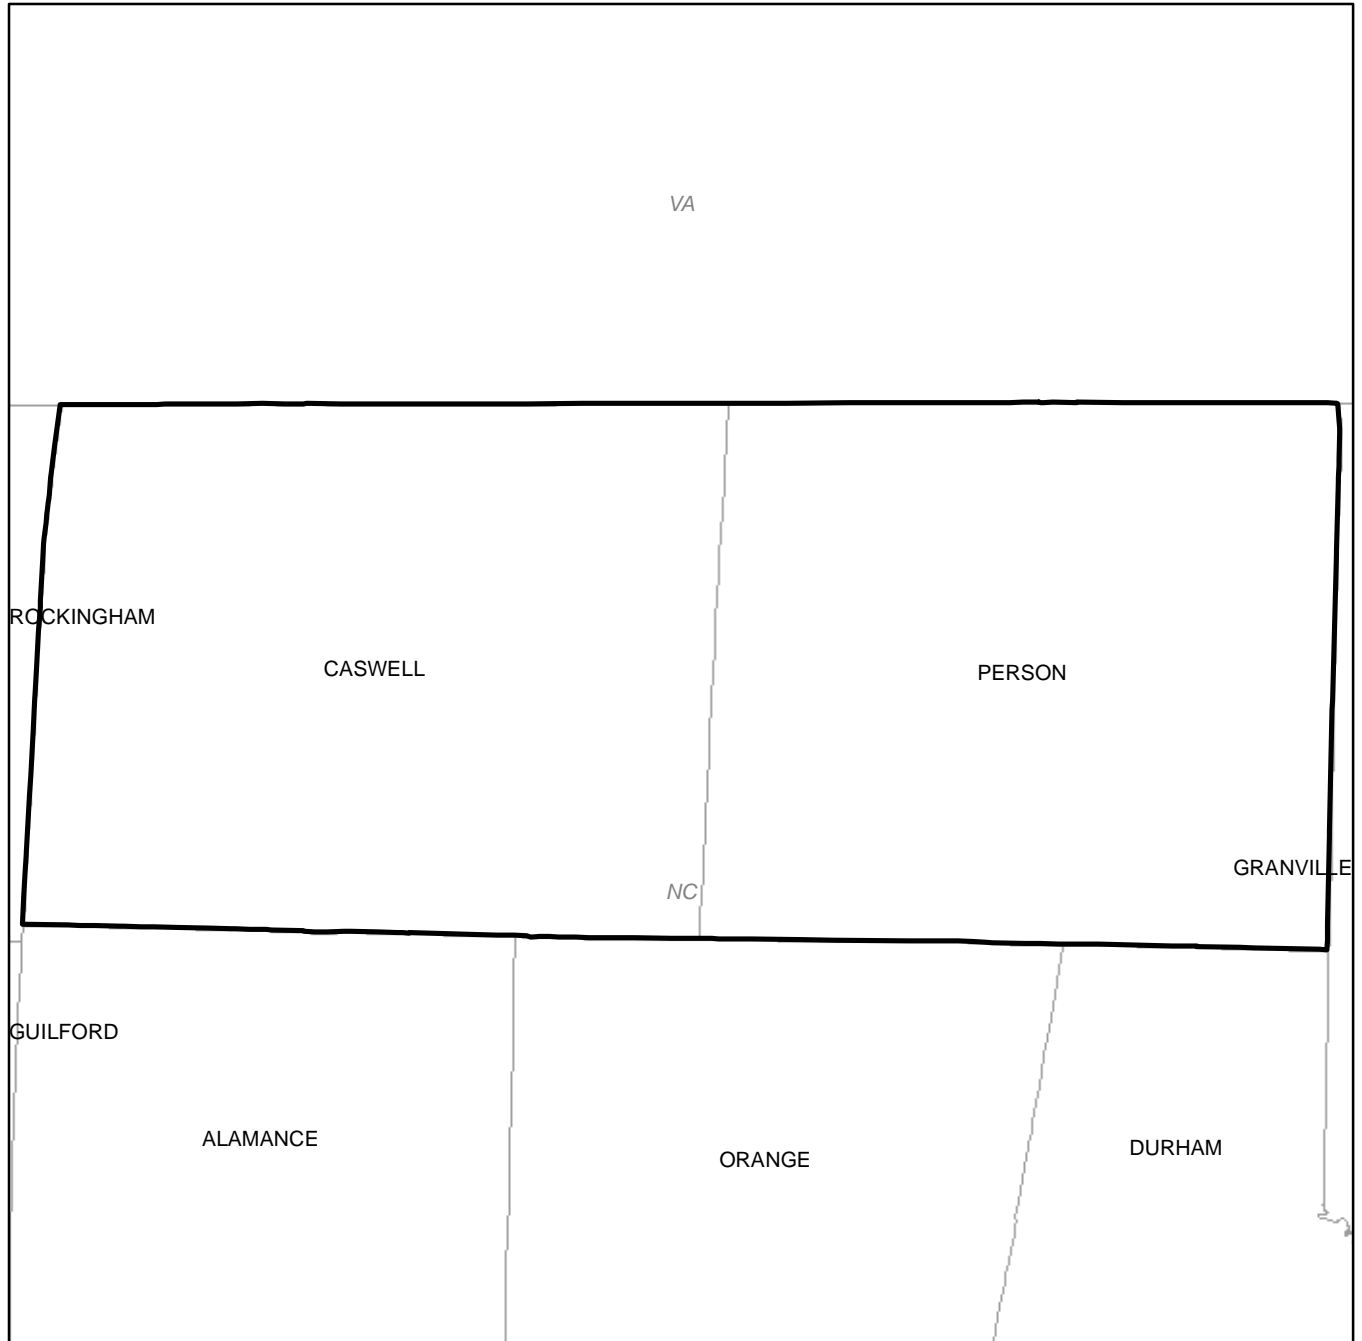 VA
ROCKINGHAM
CASWELL
PERSON
GRANVILLE
NC
GUILFORD
ALAMANCE
DURHAM
ORANGE